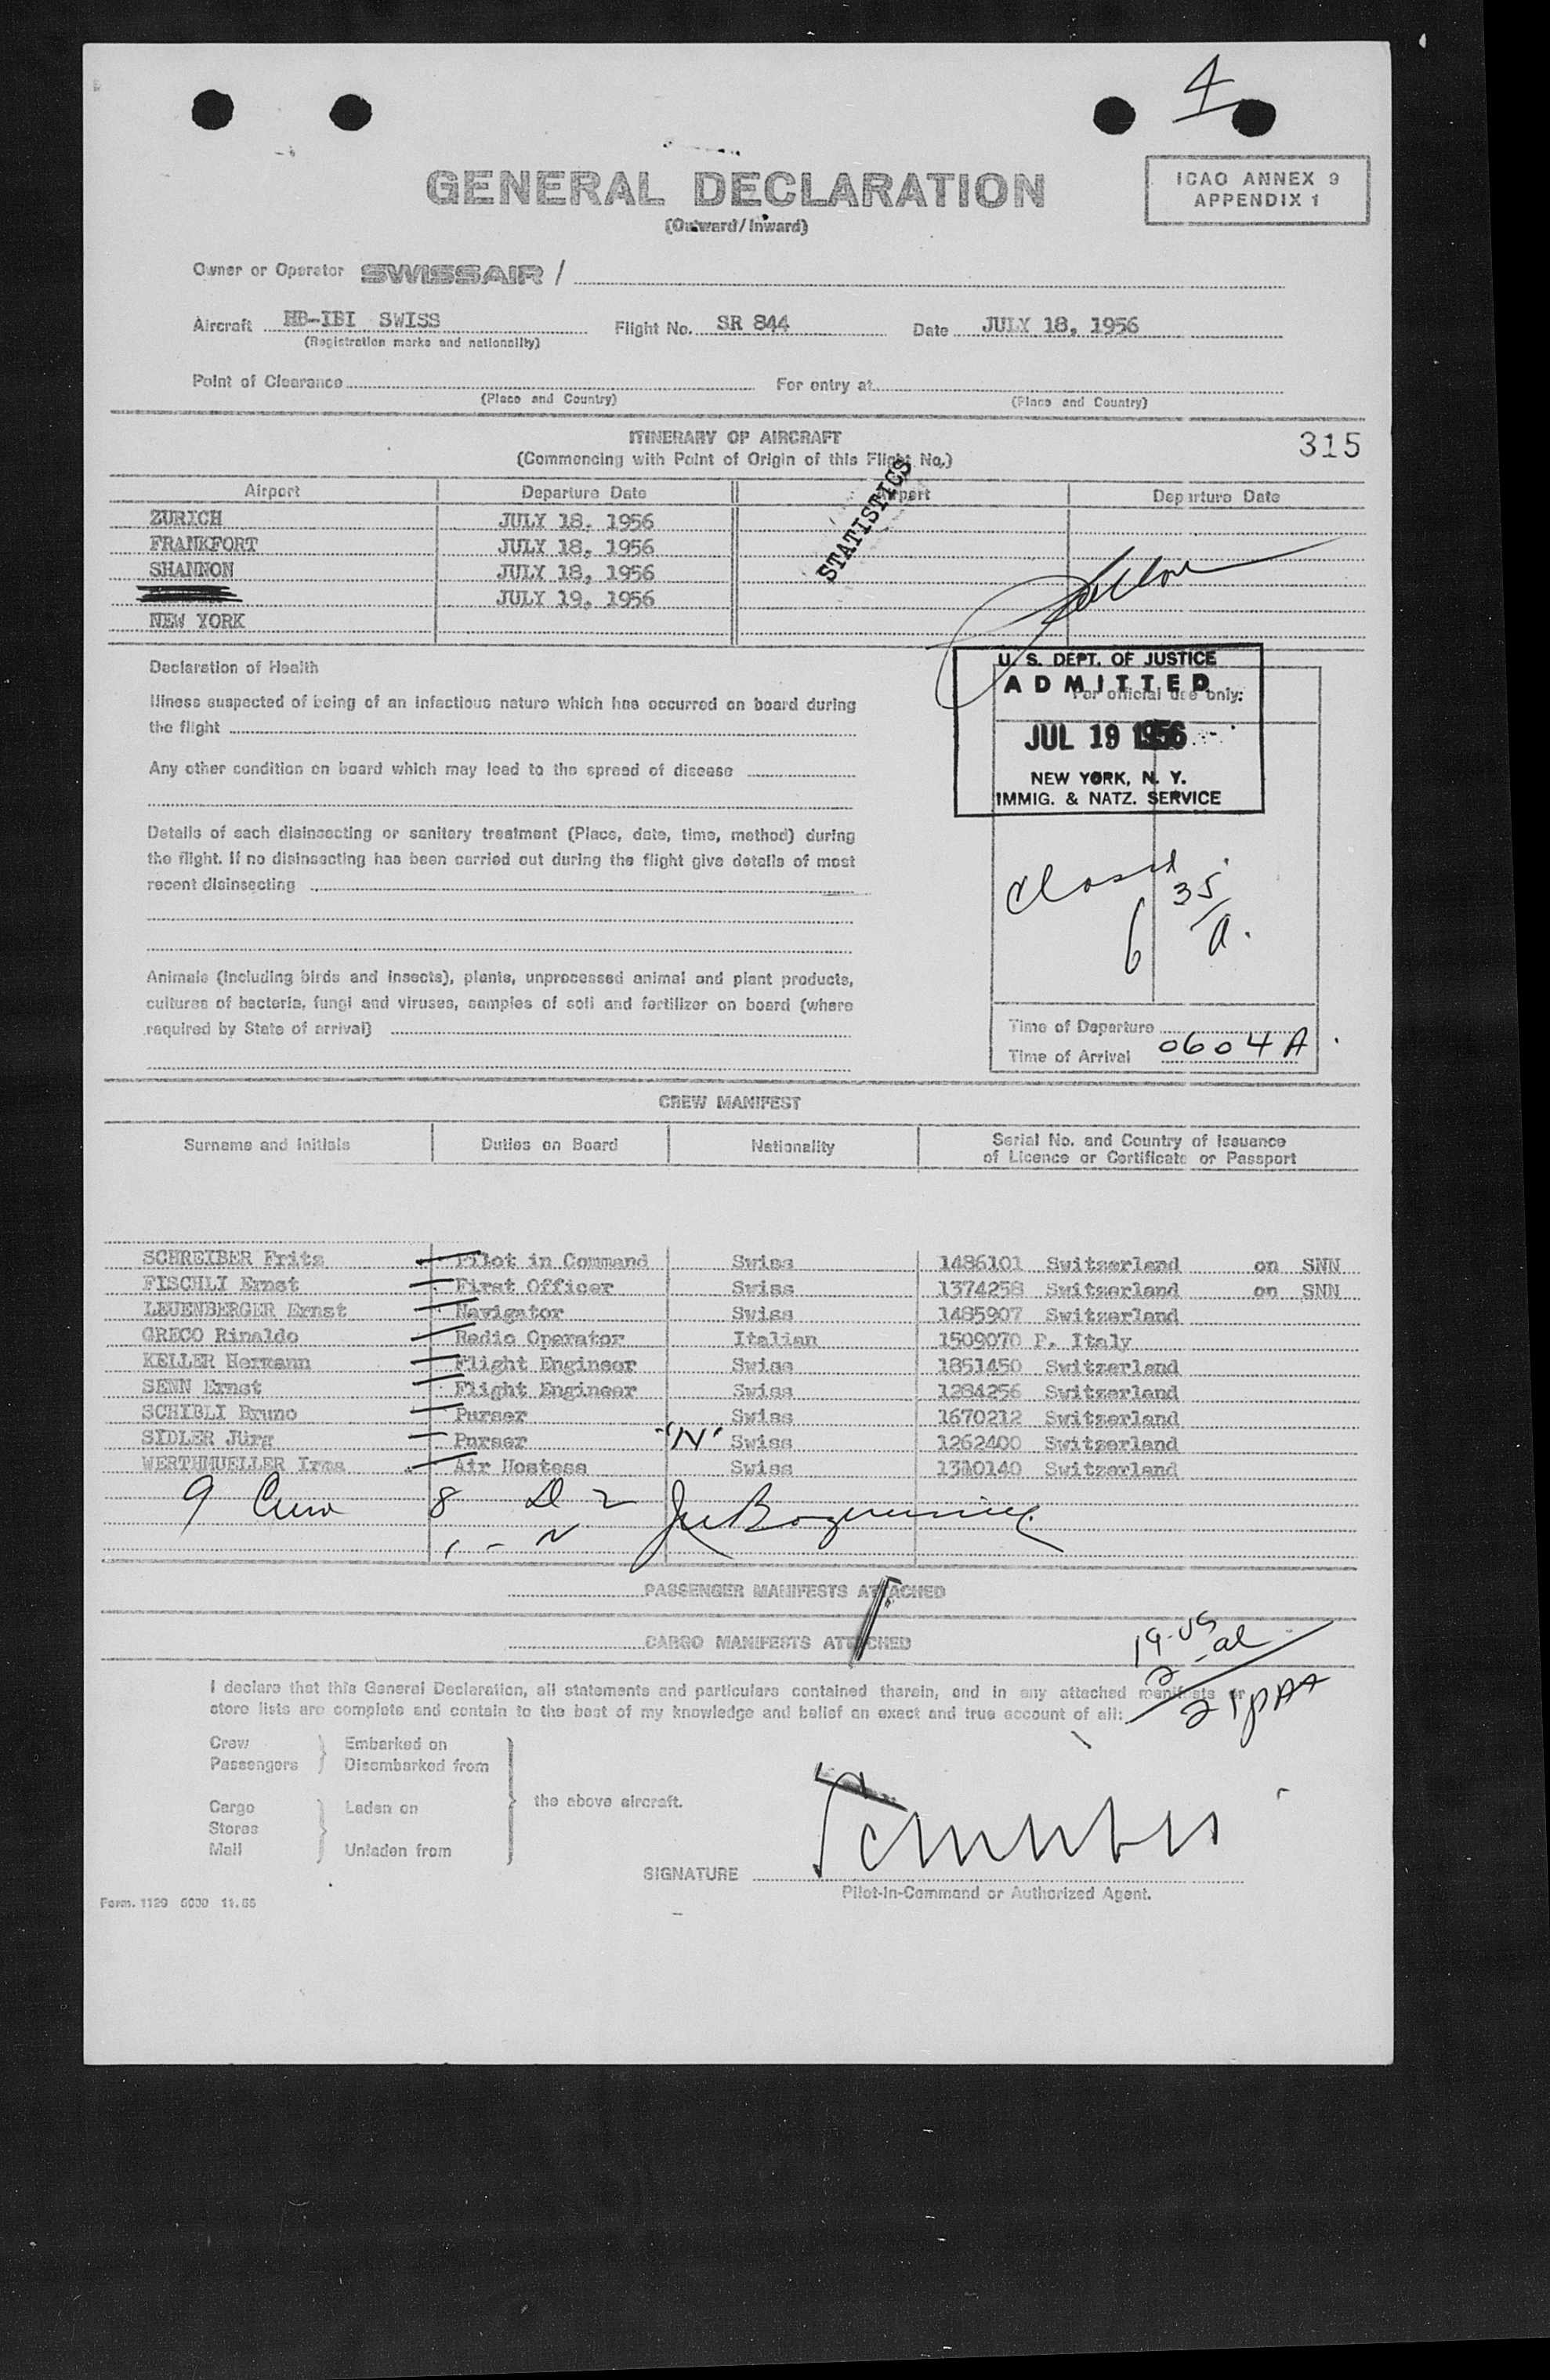 4
GENERAL DECLARATION
(Outward/Inward)
ICAO ANNEX 9
APPENDIX 1
Owner or Operator SWISSAIR /
Aircraft HB-IBI SWISS Flight No. SR 844 Date JULY 18, 1956
(Registration marks and nationality)
Point of Clearance For entry at
(Place and Country) (Place and Country)
ITINERARY OF AIRCRAFT
(Commencing with Point of Origin of this Flight No.)
315
Airport Departure Date Airport Departure Date
STATISTICS
ZURICH JULY 18, 1956
FRANKFORT JULY 18, 1956
SHANNON JULY 18, 1956
JULY 19, 1956
NEW YORK
Declaration of Health
Illness suspected of being of an infectious nature which has occurred on board during
the flight
Any other condition on board which may lead to the spread of disease
Details of each disinsecting or sanitary treatment (Place, date, time, method) during
the flight. If no disinsecting has been carried out during the flight give details of most
recent disinsecting
Animals (including birds and insects), plants, unprocessed animal and plant products,
cultures of bacteria, fungi and viruses, samples of soil and fertilizer on board (where
required by State of arrival)
U. S. DEPT. OF JUSTICE
ADMITTED
For official use only:
JUL 19 1956
NEW YORK, N. Y.
IMMIG. & NATZ. SERVICE
Closed
6 35/A.
Time of Departure
Time of Arrival 0604 A
CREW MANIFEST
Surname and Initials Duties on Board Nationality Serial No. and Country of Issuance
of Licence or Certificate or Passport
SCHREIBER Fritz Pilot in Command Swiss 1486101 Switzerland on SNN
FISCHLI Ernst First Officer Swiss 1374258 Switzerland on SNN
LEUENBERGER Ernst Navigator Swiss 1485907 Switzerland
GRECO Rinaldo Radio Operator Italian 1509070 P. Italy
KELLER Hermann Flight Engineer Swiss 1851450 Switzerland
SENN Ernst Flight Engineer Swiss 1284256 Switzerland
SCHIBLI Bruno Purser Swiss 1670212 Switzerland
SIDLER Jürg Purser "N" Swiss 1262400 Switzerland
WERTHMUELLER Irma Air Hostess Swiss 1310140 Switzerland
9 Crew 8 D 2
1 - N
PASSENGER MANIFESTS ATTACHED
CARGO MANIFESTS ATTACHED
19-US
2-al
21 pax
I declare that this General Declaration, all statements and particulars contained therein, and in any attached manifests or
store lists are complete and contain to the best of my knowledge and belief an exact and true account of all:
Crew Embarked on
Passengers Disembarked from
the above aircraft.
Cargo Laden on
Stores
Mail Unladen from
SIGNATURE
Pilot-in-Command or Authorized Agent.
Form. 1129 5000 11.55